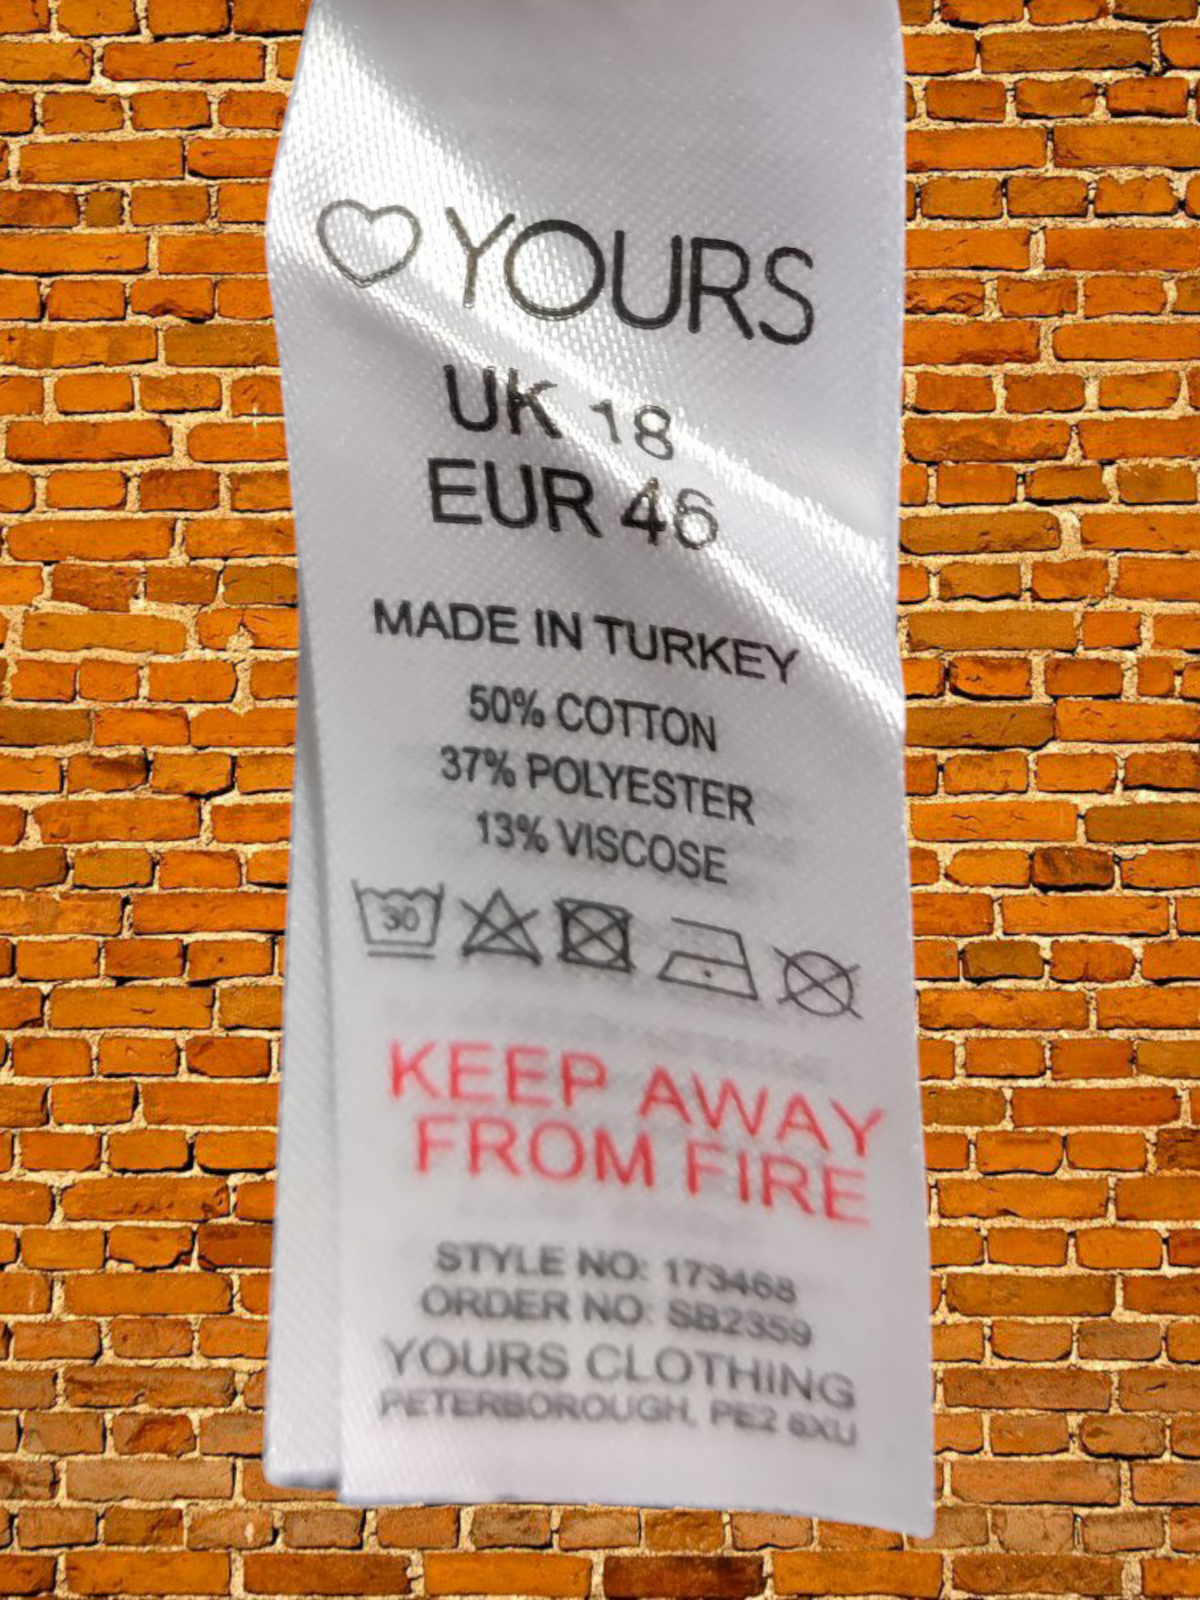 YOURS
UK 18
EUR 46
MADE IN TURKEY
50% COTTON
37% POLYESTER
13% VISCOSE
30
KEEP AWAY
FROM FIRE
STYLE NO: 173468
ORDER NO: SB2359
YOURS CLOTHING
PETERBOROUGH, PE2 6XU